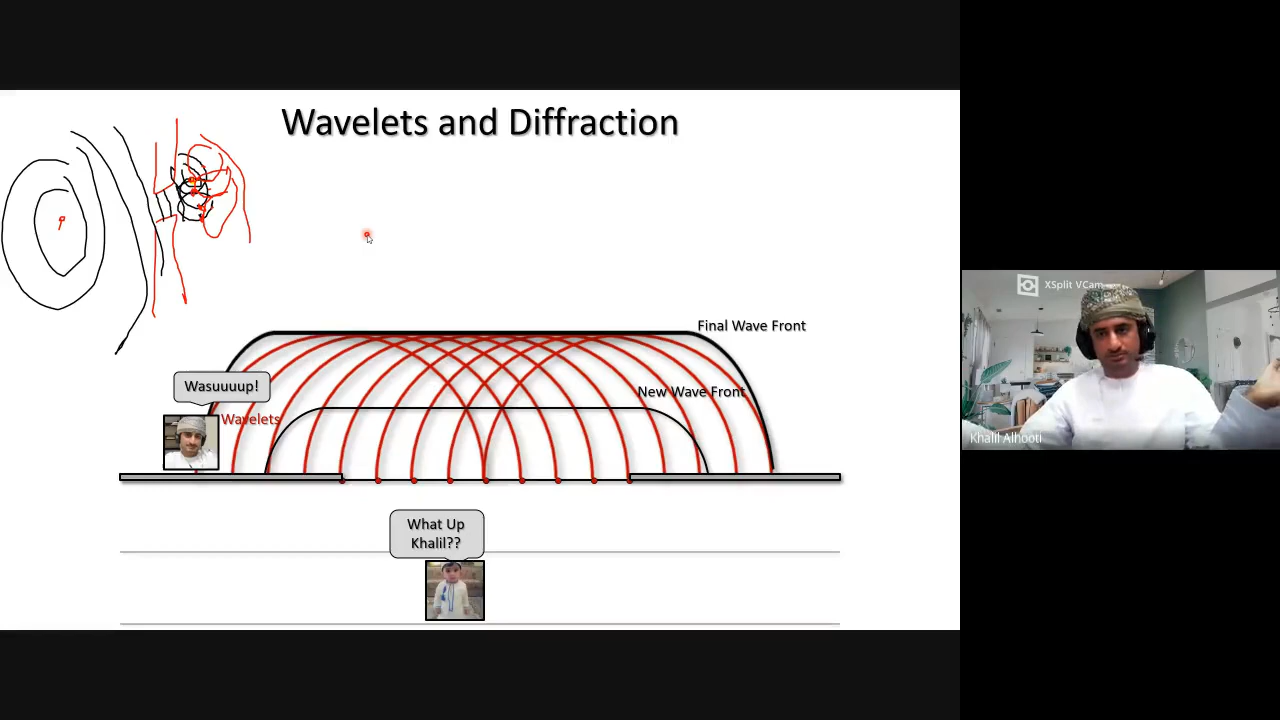 Wavelets and Diffraction
XSplit VCam
Final Wave Front
Wasuuuup!
New Wave Front
Wavelets
Khalil Alhooti
What Up
Khalil??